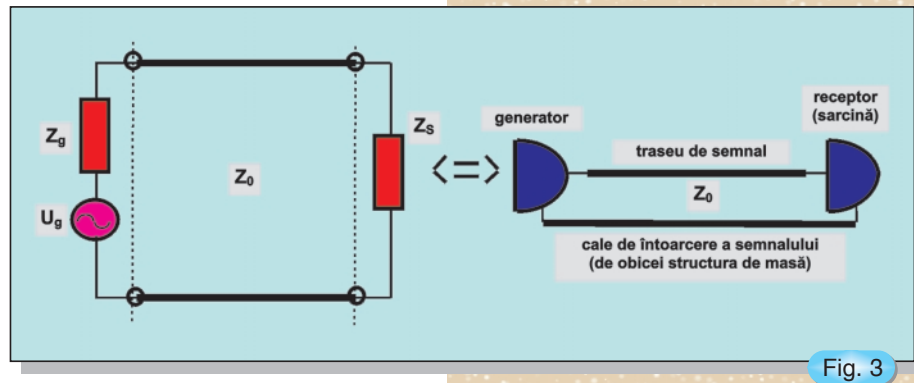 Zg
Ug
Z0
ZS
<=>
generator
receptor
(sarcină)
traseu de semnal
Z0
cale de întoarcere a semnalului
(de obicei structura de masă)
Fig. 3